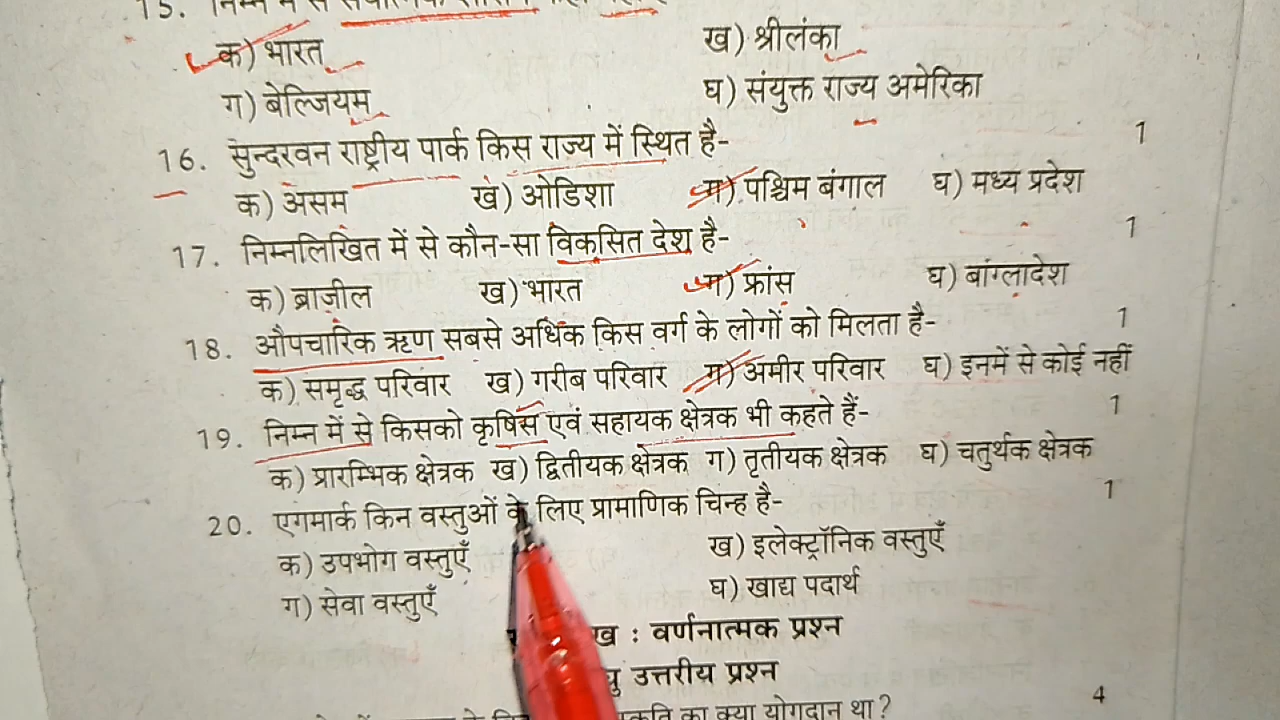 15. निम्न में से
क) भारत ख) श्रीलंका
ग) बेल्जियम घ) संयुक्त राज्य अमेरिका
16. सुन्दरवन राष्ट्रीय पार्क किस राज्य में स्थित है- 1
क) असम ख) ओडिशा ग) पश्चिम बंगाल घ) मध्य प्रदेश
17. निम्नलिखित में से कौन-सा विकसित देश है- 1
क) ब्राज़ील ख) भारत ग) फ्रांस घ) बांग्लादेश
18. औपचारिक ऋण सबसे अधिक किस वर्ग के लोगों को मिलता है- 1
क) समृद्ध परिवार ख) गरीब परिवार ग) अमीर परिवार घ) इनमें से कोई नहीं
19. निम्न में से किसको कृषिस एवं सहायक क्षेत्रक भी कहते हैं- 1
क) प्रारम्भिक क्षेत्रक ख) द्वितीयक क्षेत्रक ग) तृतीयक क्षेत्रक घ) चतुर्थक क्षेत्रक
20. एगमार्क किन वस्तुओं के लिए प्रामाणिक चिन्ह है- 1
क) उपभोग वस्तुएँ ख) इलेक्ट्रॉनिक वस्तुएँ
ग) सेवा वस्तुएँ घ) खाद्य पदार्थ
ख : वर्णनात्मक प्रश्न
उत्तरीय प्रश्न
का क्या योगदान था? 4